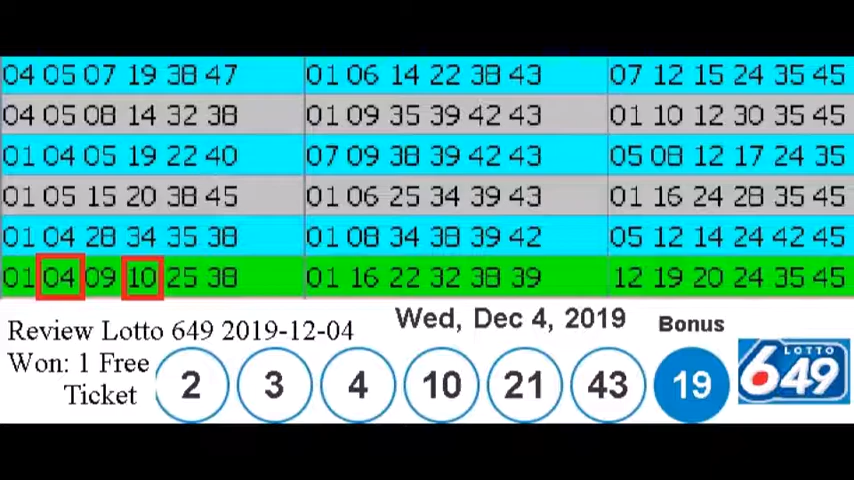 04 05 07 19 38 47 01 06 14 22 38 43 07 12 15 24 35 45
04 05 08 14 32 38 01 09 35 39 42 43 01 10 12 30 35 45
01 04 05 19 22 40 07 09 38 39 42 43 05 08 12 17 24 35
01 05 15 20 38 45 01 06 25 34 39 43 01 16 24 28 35 45
01 04 28 34 35 38 01 08 34 38 39 42 05 12 14 24 42 45
01 04 09 10 25 38 01 16 22 32 38 39 12 19 20 24 35 45
Review Lotto 649 2019-12-04
Won: 1 Free
Ticket
Wed, Dec 4, 2019
Bonus
2 3 4 10 21 43 19
LOTTO
649